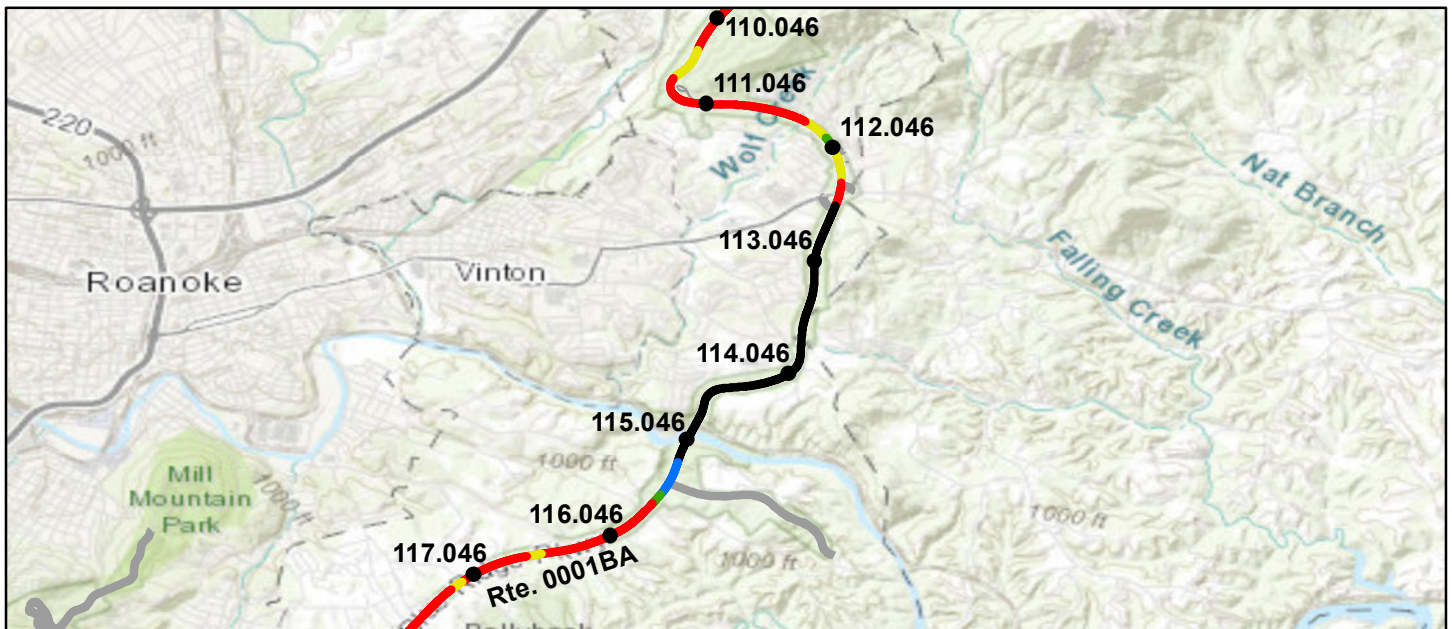 110.046
111.046
112.046
Wolf Creek
220
1000 ft
Nat Branch
Falling Creek
113.046
Vinton
Roanoke
114.046
115.046
1000 ft
Mill
Mountain
Park
1000 ft
116.046
1000 ft
117.046
1000 ft
Rte. 0001BA